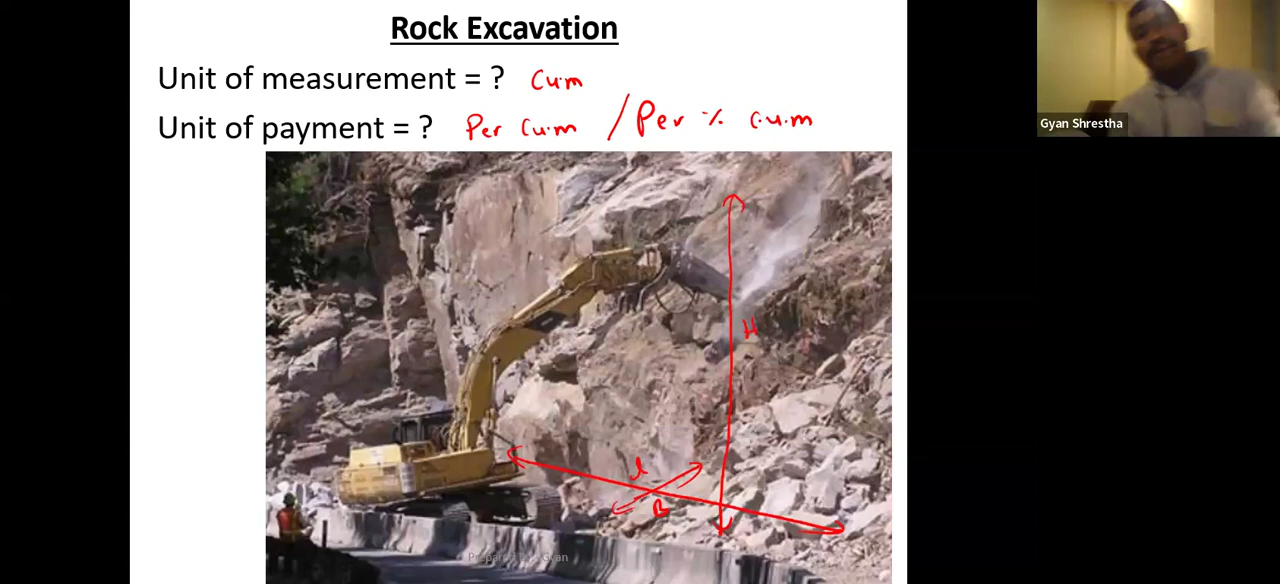 Rock Excavation
Unit of measurement = ? Cu.m
Unit of payment = ? Per Cu.m / Per % cu.m
Gyan Shrestha
H
l
B